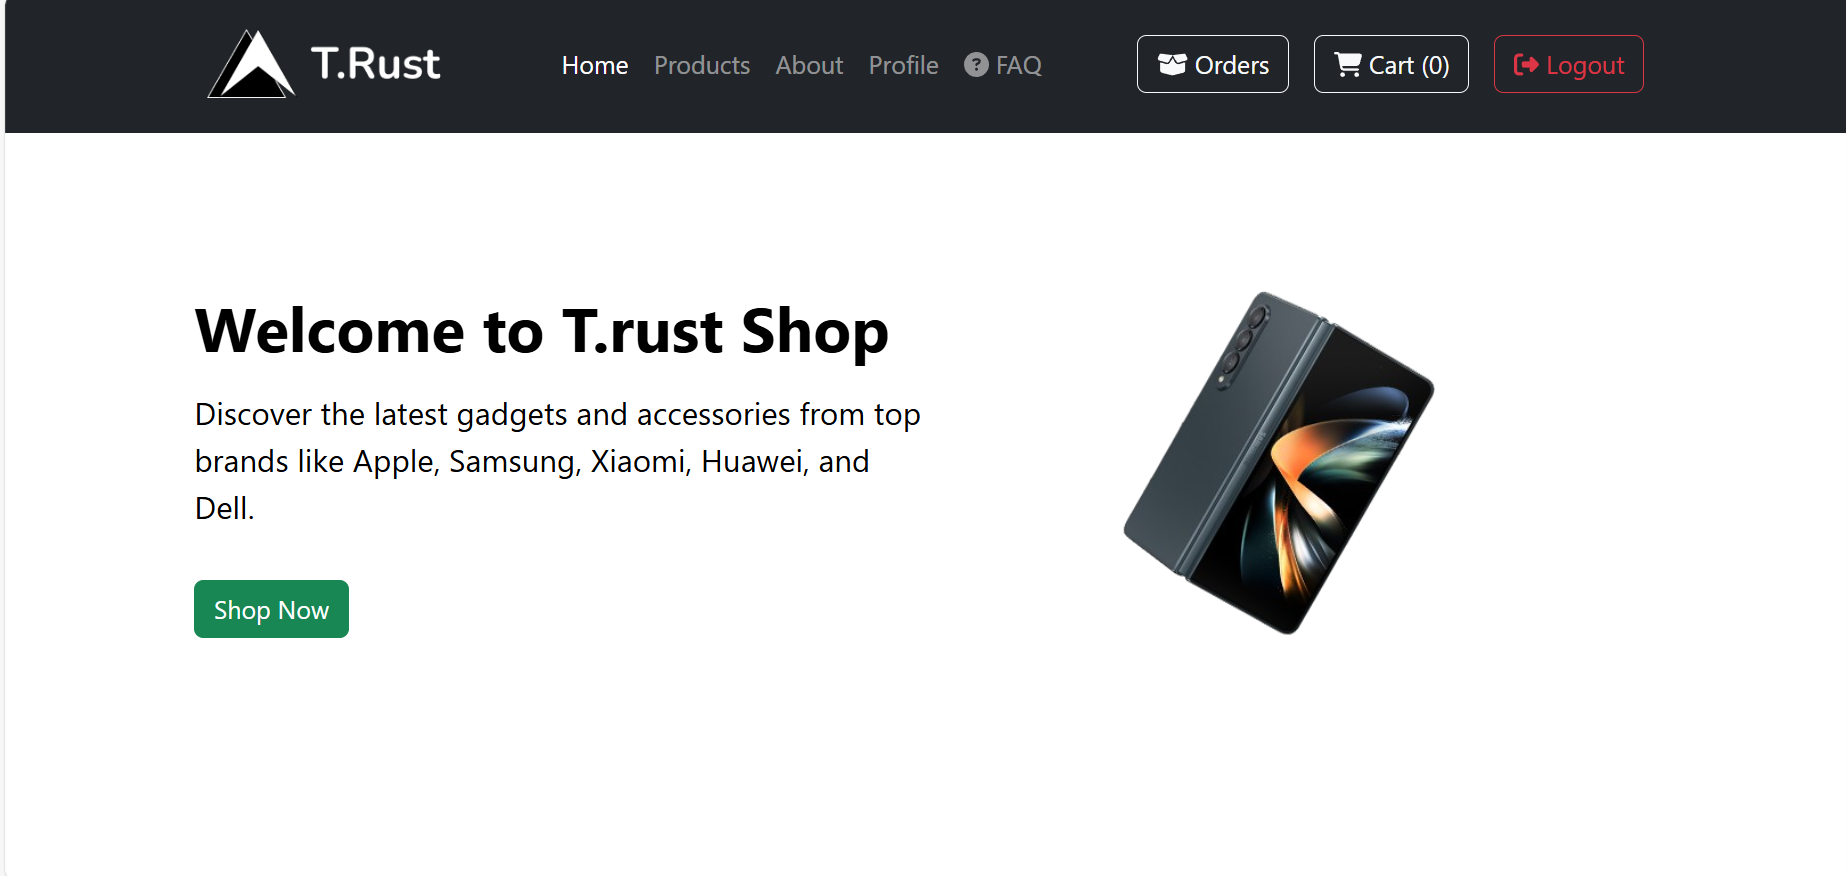 T.Rust
Home Products About Profile FAQ
Orders
Cart (0)
Logout
Welcome to T.rust Shop
Discover the latest gadgets and accessories from top
brands like Apple, Samsung, Xiaomi, Huawei, and
Dell.
Shop Now